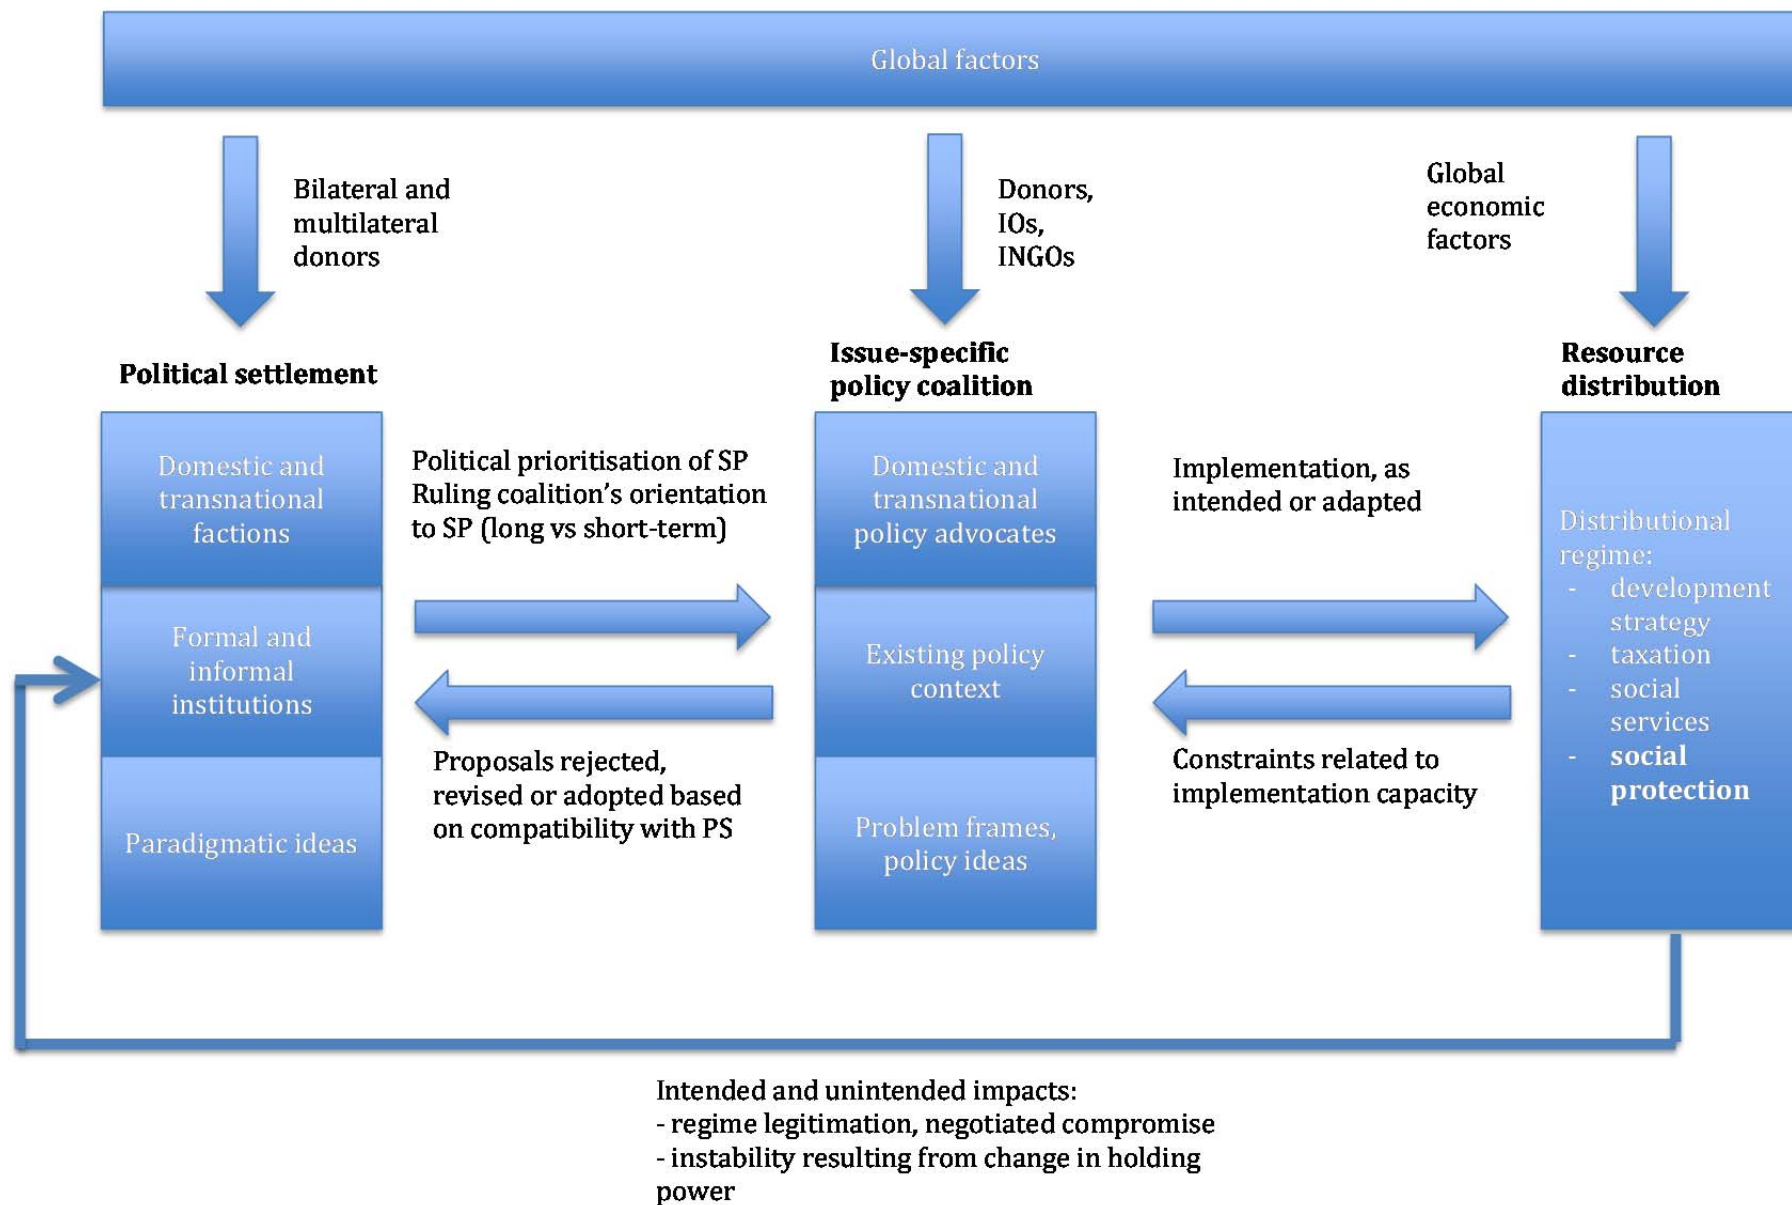 Global factors
Bilateral and
multilateral
donors
Donors,
IOs,
INGOs
Global
economic
factors
Political settlement
Issue-specific
policy coalition
Resource
distribution
Domestic and
transnational
factions
Formal and
informal
institutions
Paradigmatic ideas
Political prioritisation of SP
Ruling coalition's orientation
to SP (long vs short-term)
Proposals rejected,
revised or adopted based
on compatibility with PS
Domestic and
transnational
policy advocates
Existing policy
context
Problem frames,
policy ideas
Implementation, as
intended or adapted
Constraints related to
implementation capacity
Distributional
regime:
- development
strategy
- taxation
- social
services
- social
protection
Intended and unintended impacts:
- regime legitimation, negotiated compromise
- instability resulting from change in holding
power